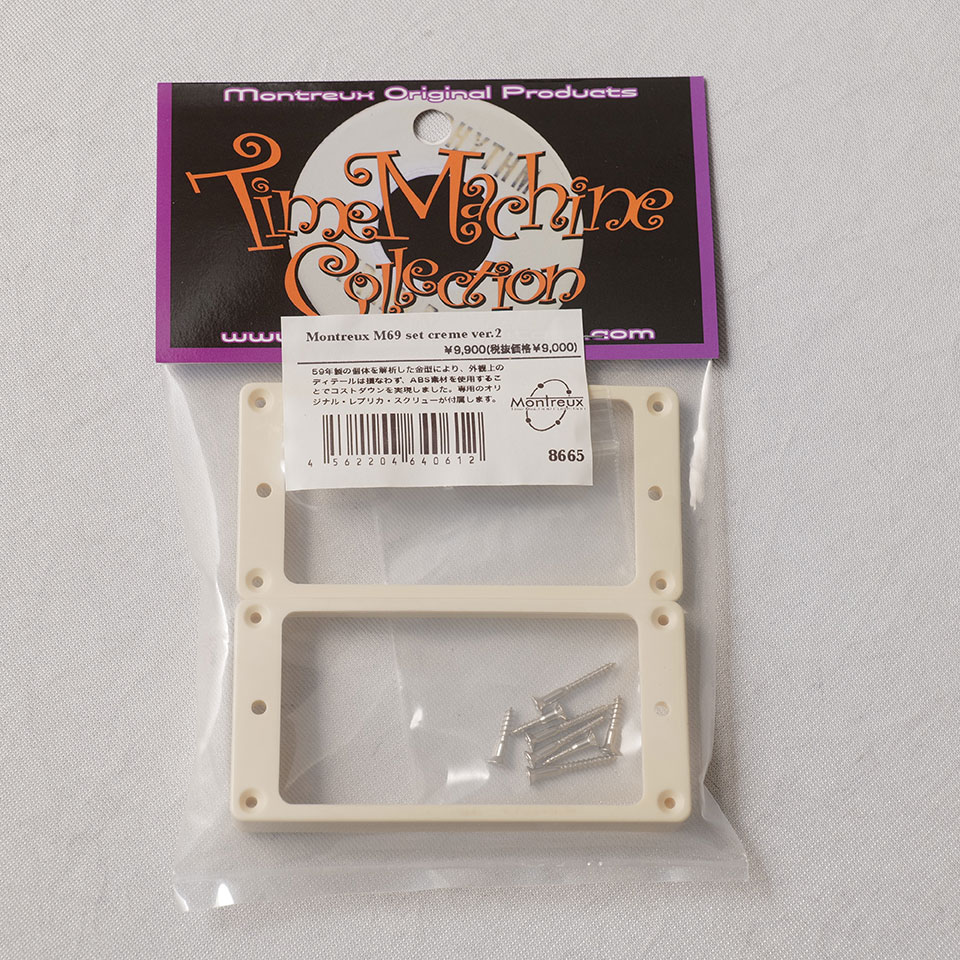 Montreux Original Products
RHYTHM
Time Machine
Collection
www. .com
Montreux M69 set creme ver.2
¥9,900(税抜価格¥9,000)
59年製の個体を解析した金型により、外観上の
ディテールは損なわず、ABS素材を使用するこ
とでコストダウンを実現しました。専用のオリ
ジナル・レプリカ・スクリューが付属します。
Montreux
4 562204 640612
8665